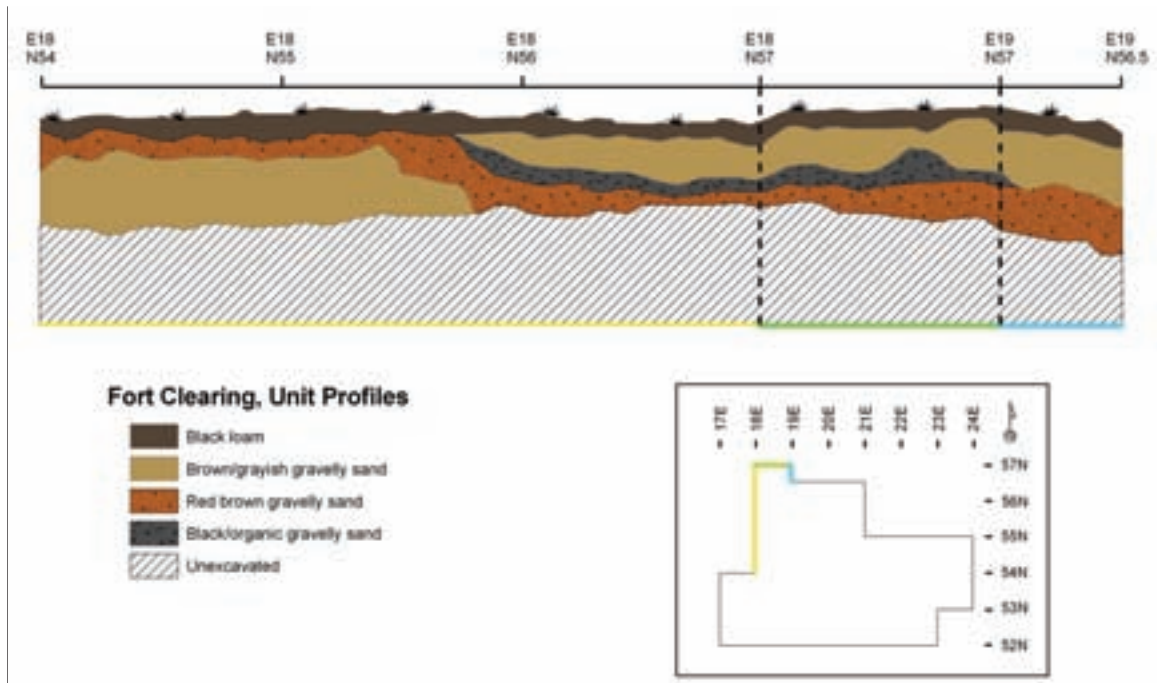 E18 E18 E18 E18 E19 E19
N54 N55 N56 N57 N57 N56.5
Fort Clearing, Unit Profiles
Black loam
Brown/grayish gravelly sand
Red brown gravelly sand
Black/organic gravelly sand
Unexcavated
17E 18E 19E 20E 21E 22E 23E 24E
57N
56N
55N
54N
53N
52N